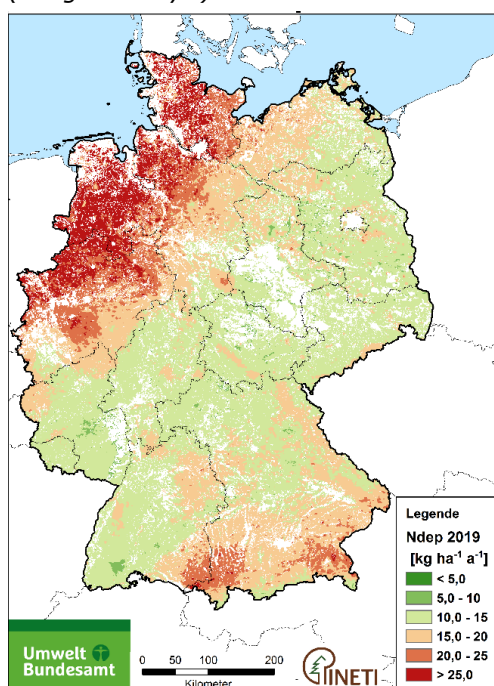 Legende
Ndep 2019
[kg ha⁻¹ a⁻¹]
< 5,0
5,0 - 10
10,0 - 15
15,0 - 20
20,0 - 25
> 25,0
Umwelt
Bundesamt
0 50 100 200
Kilometer
PINETI